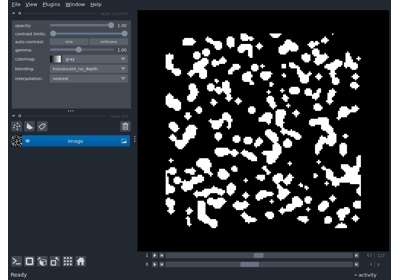 File View Plugins Window Help
opacity: 1.00
contrast limits:
auto-contrast: once continuous
gamma: 1.00
colormap: gray
blending: translucent_no_depth
interpolation: nearest
Image
1
0
Ready
activity